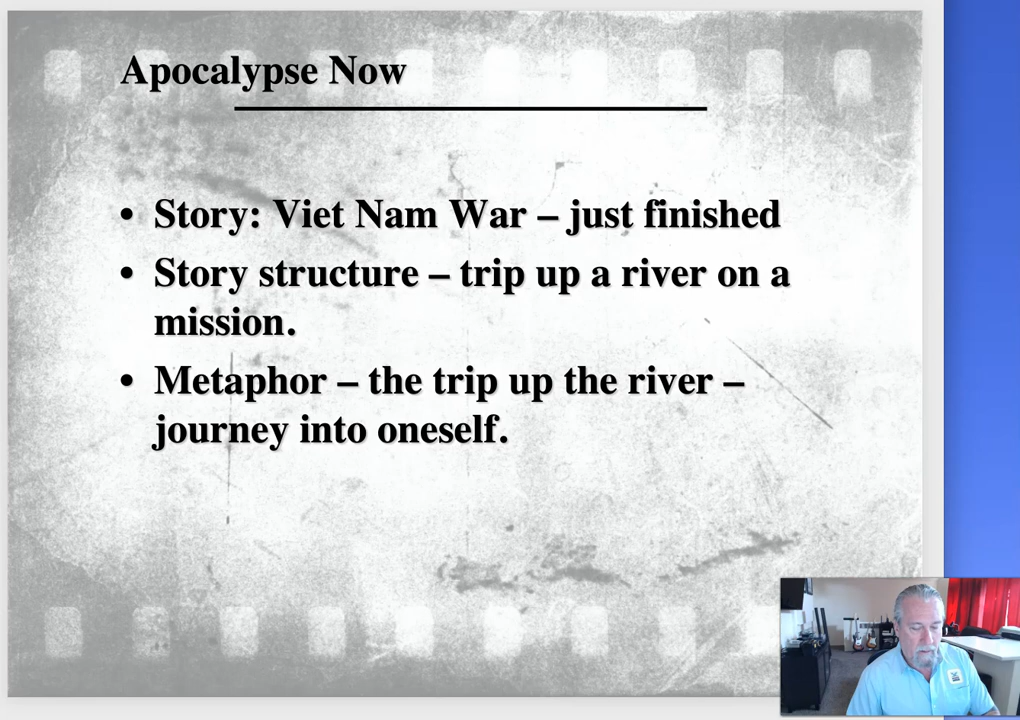 Apocalypse Now
• Story: Viet Nam War – just finished
• Story structure – trip up a river on a
mission.
• Metaphor – the trip up the river –
journey into oneself.